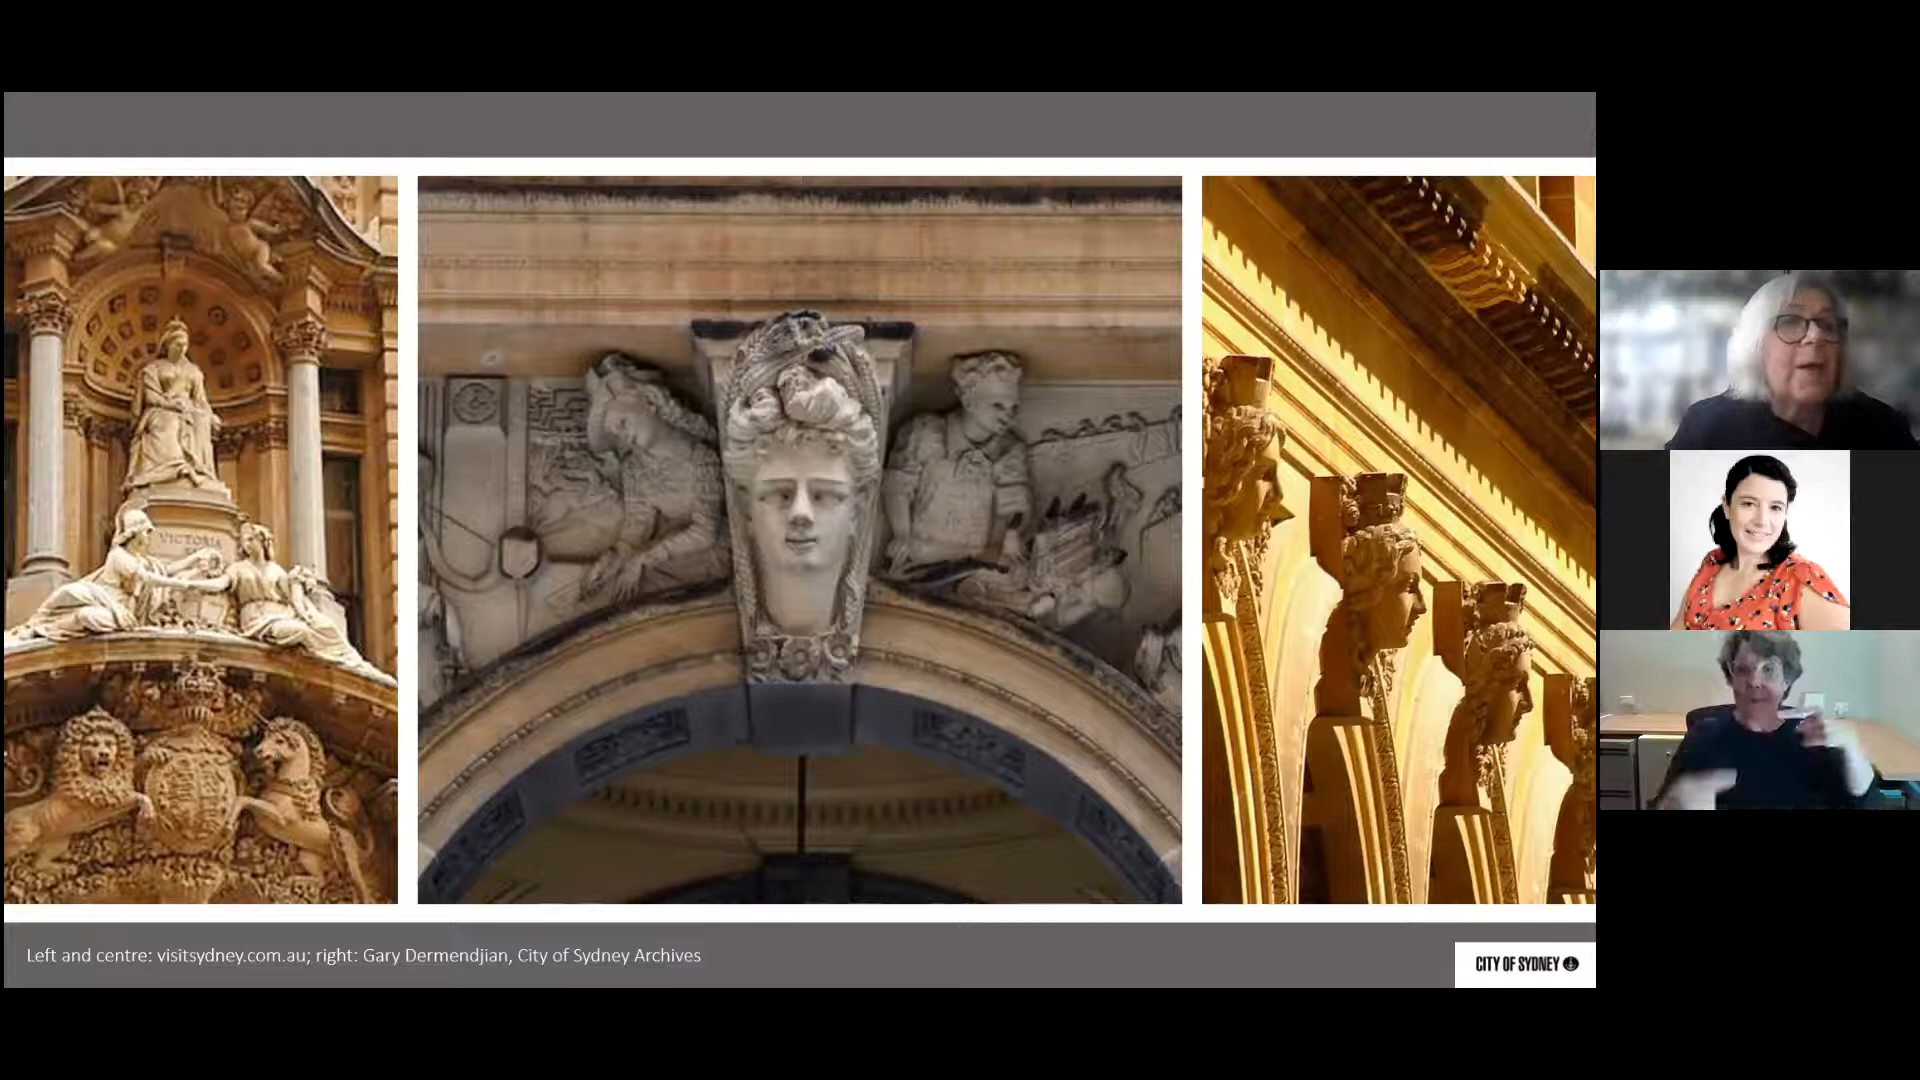 VICTORIA
Left and centre: visitsydney.com.au; right: Gary Dermendjian, City of Sydney Archives
CITY OF SYDNEY